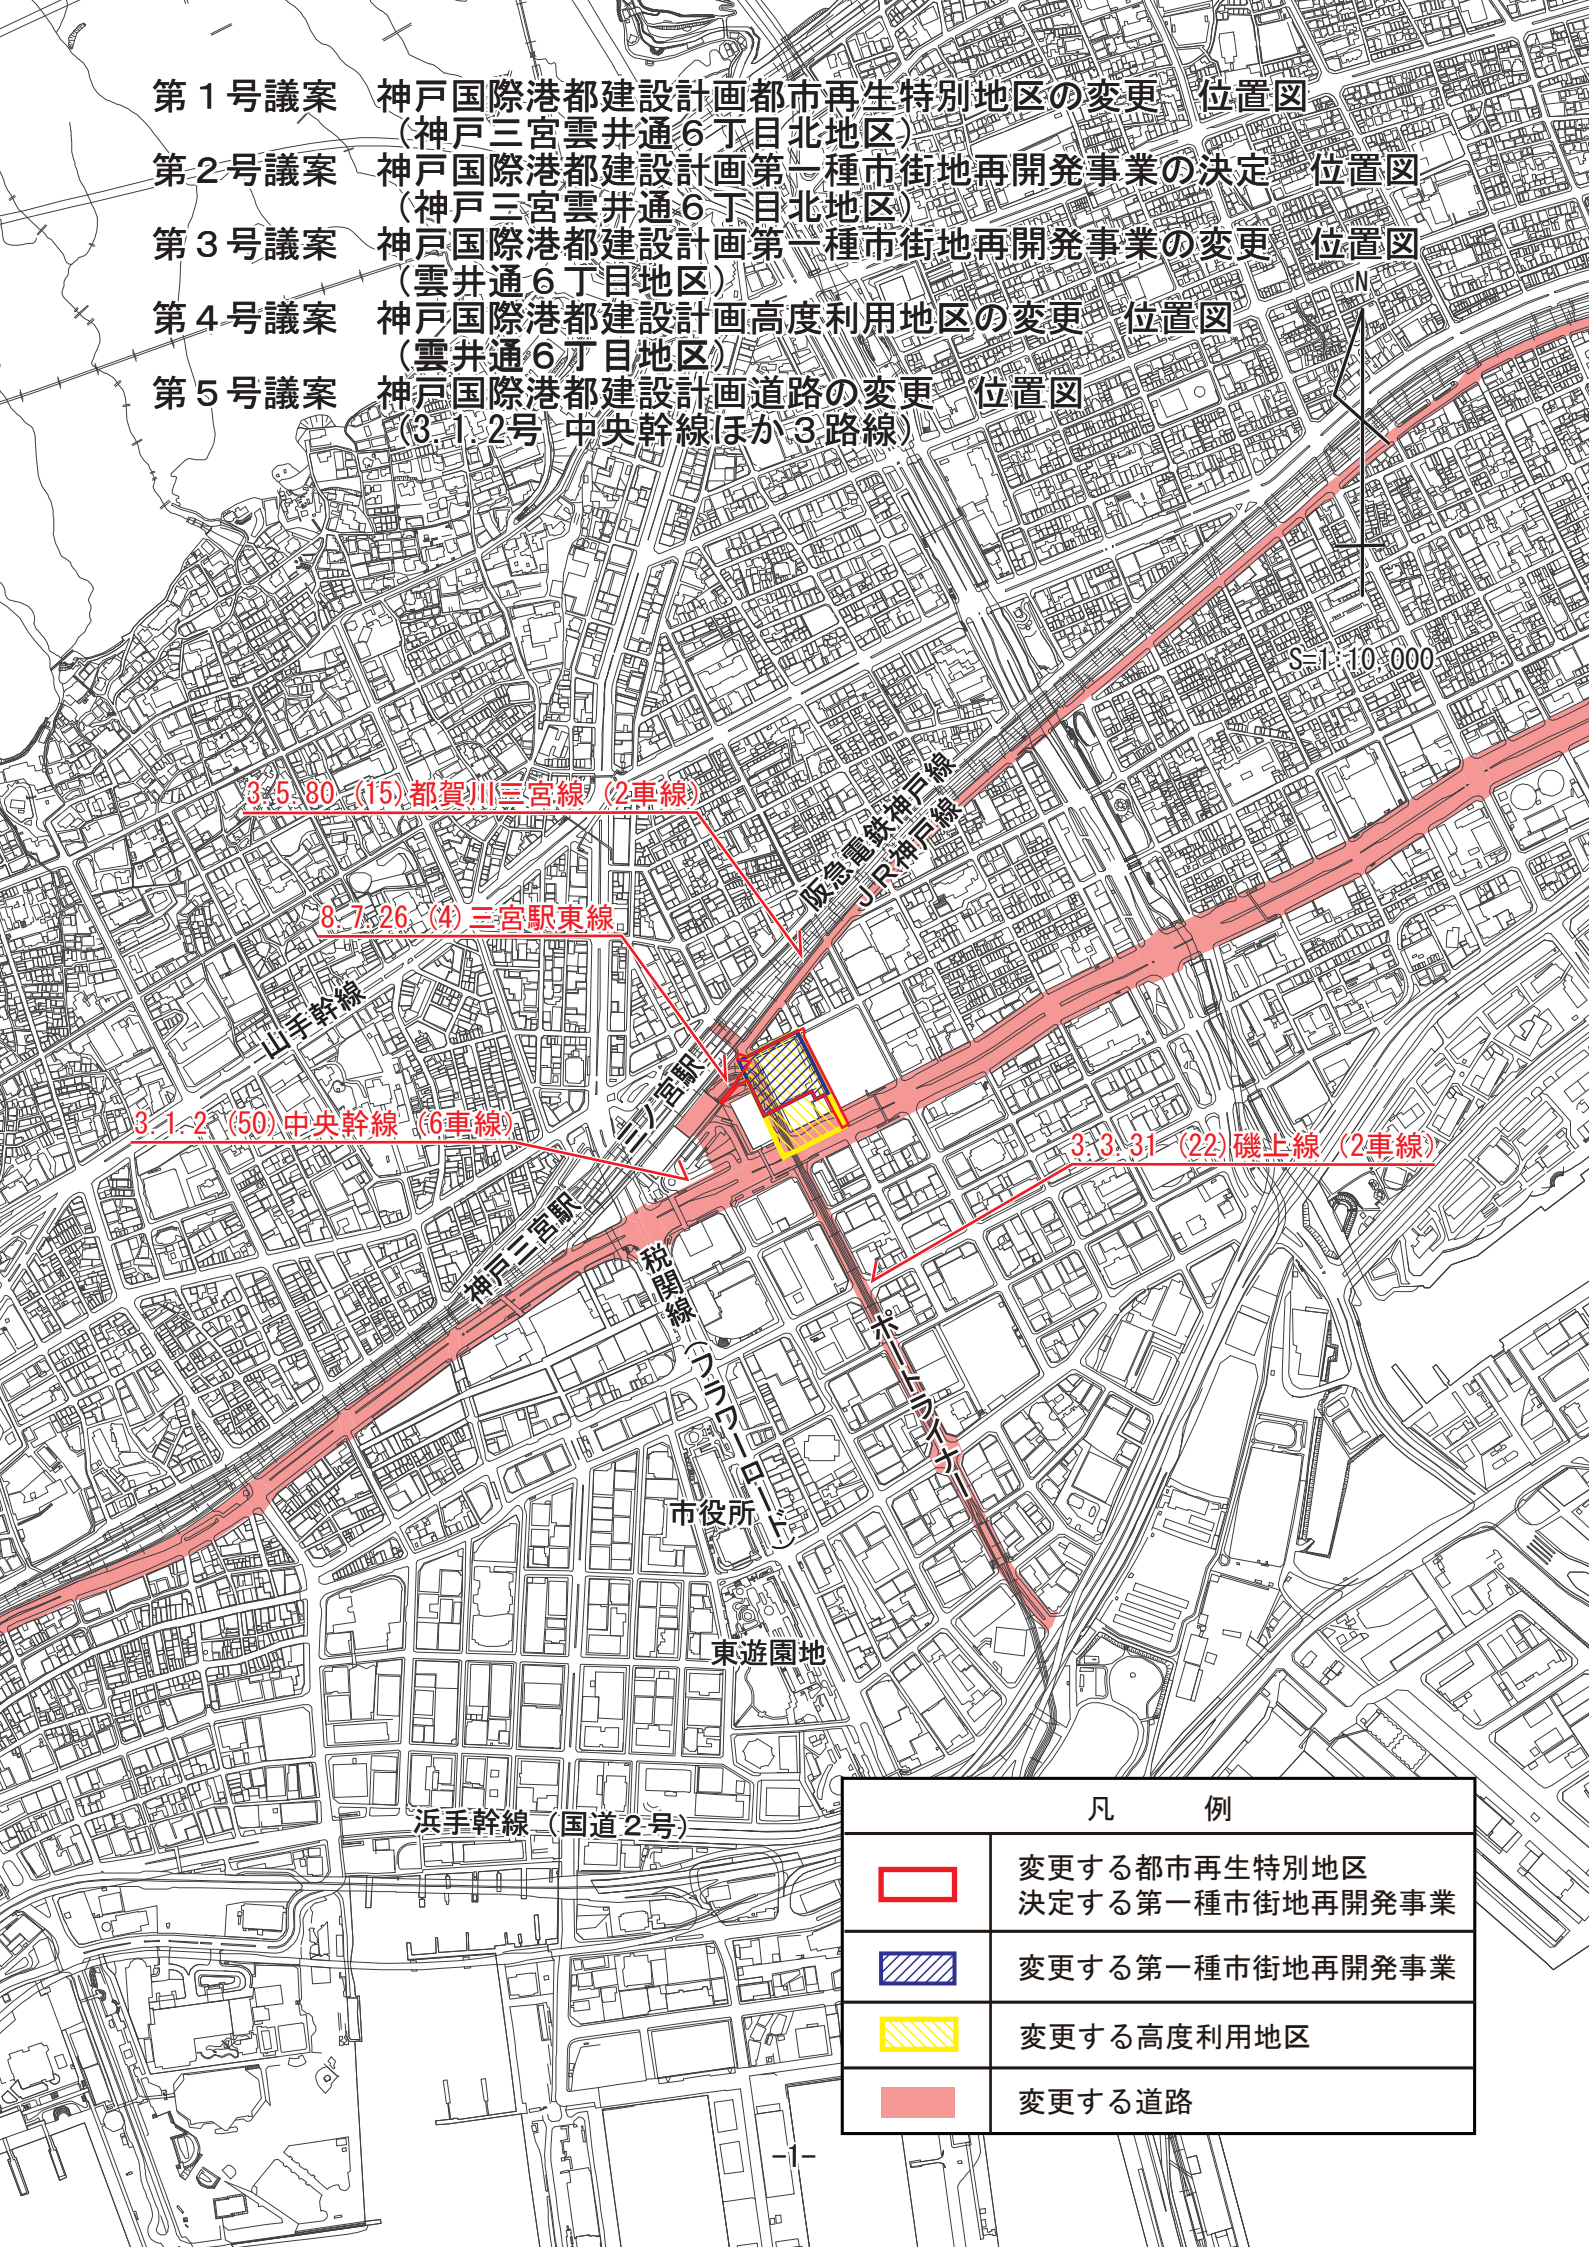 第１号議案　神戸国際港都建設計画都市再生特別地区の変更　位置図
（神戸三宮雲井通６丁目北地区）
第２号議案　神戸国際港都建設計画第一種市街地再開発事業の決定　位置図
（神戸三宮雲井通６丁目北地区）
第３号議案　神戸国際港都建設計画第一種市街地再開発事業の変更　位置図
（雲井通６丁目地区）
第４号議案　神戸国際港都建設計画高度利用地区の変更　位置図
（雲井通６丁目地区）
第５号議案　神戸国際港都建設計画道路の変更　位置図
（3.1.2号 中央幹線ほか３路線）
N
S=1:10,000
3.5.80 (15)都賀川三宮線（2車線）
阪急電鉄神戸線
ＪＲ神戸線
8.7.26 (4)三宮駅東線
山手幹線
三ノ宮駅
3.1.2 (50)中央幹線（6車線）
3.3.31 (22)磯上線（2車線）
神戸三宮駅
税関線（フラワーロード）
ポートライナー
市役所
東遊園地
浜手幹線（国道２号）
凡　例
変更する都市再生特別地区
決定する第一種市街地再開発事業
変更する第一種市街地再開発事業
変更する高度利用地区
変更する道路
-1-